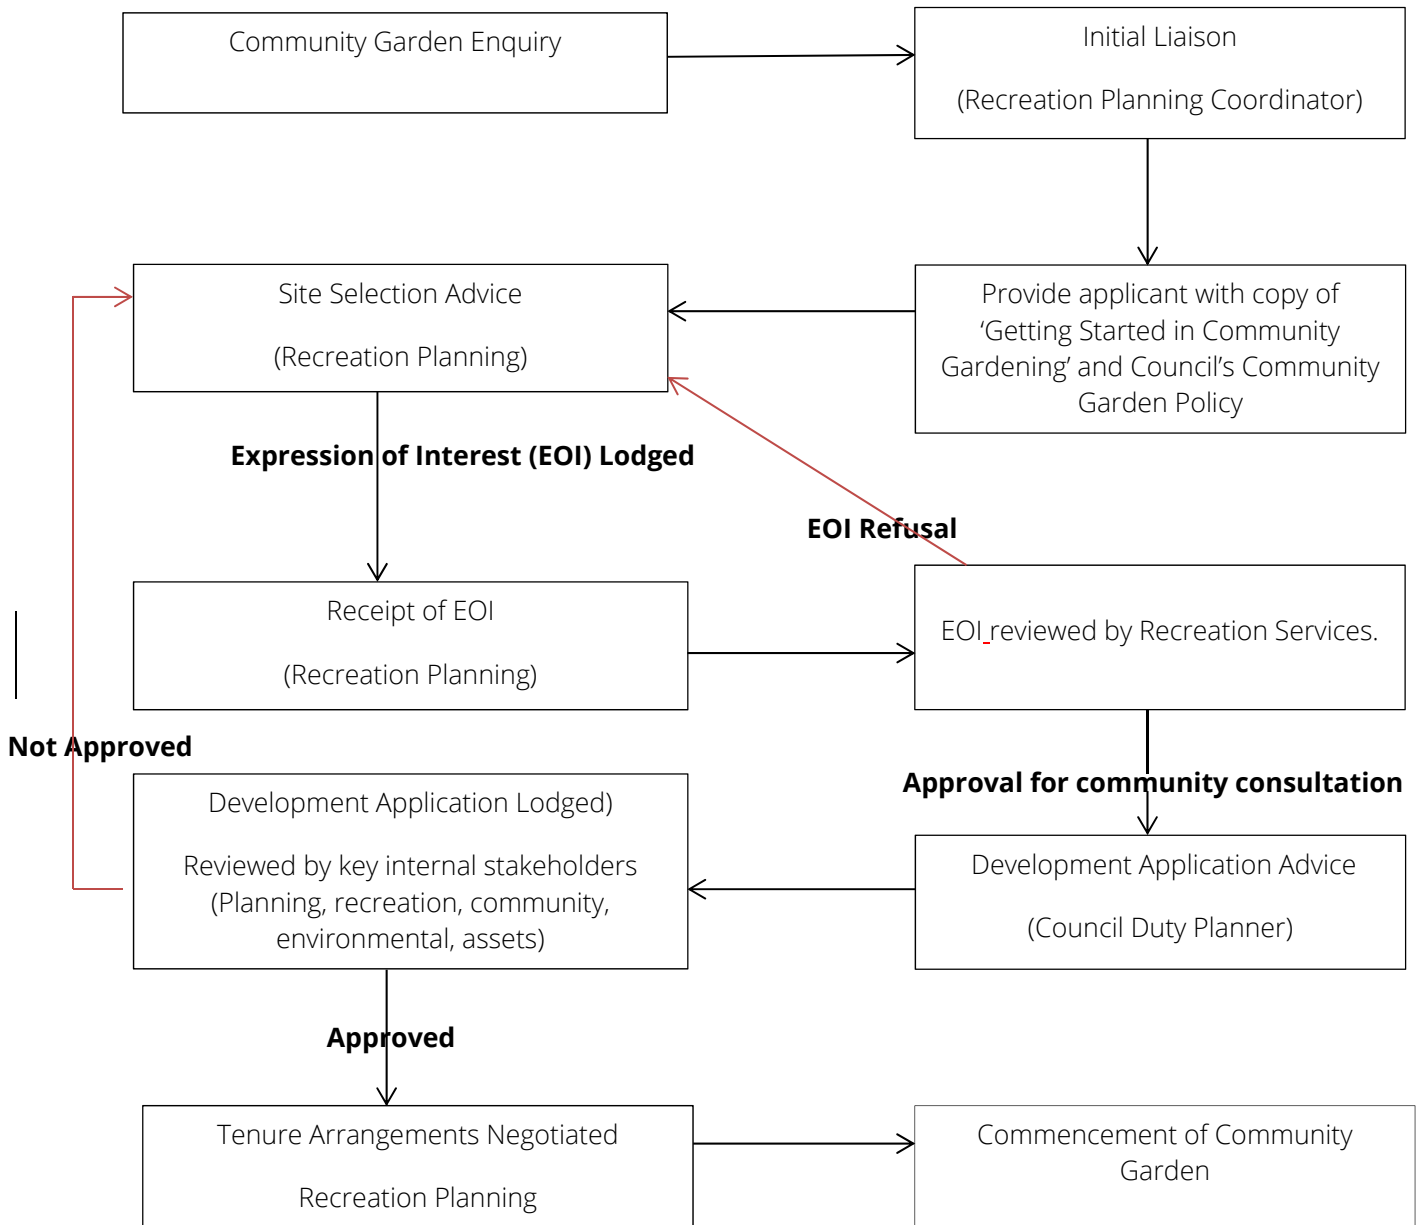 Community Garden Enquiry
Initial Liaison
(Recreation Planning Coordinator)
Site Selection Advice
(Recreation Planning)
Provide applicant with copy of
‘Getting Started in Community
Gardening’ and Council’s Community
Garden Policy
Expression of Interest (EOI) Lodged
EOI Refusal
Receipt of EOI
(Recreation Planning)
EOI reviewed by Recreation Services.
Not Approved
Approval for community consultation
Development Application Lodged)
Reviewed by key internal stakeholders
(Planning, recreation, community,
environmental, assets)
Development Application Advice
(Council Duty Planner)
Approved
Tenure Arrangements Negotiated
Recreation Planning
Commencement of Community
Garden